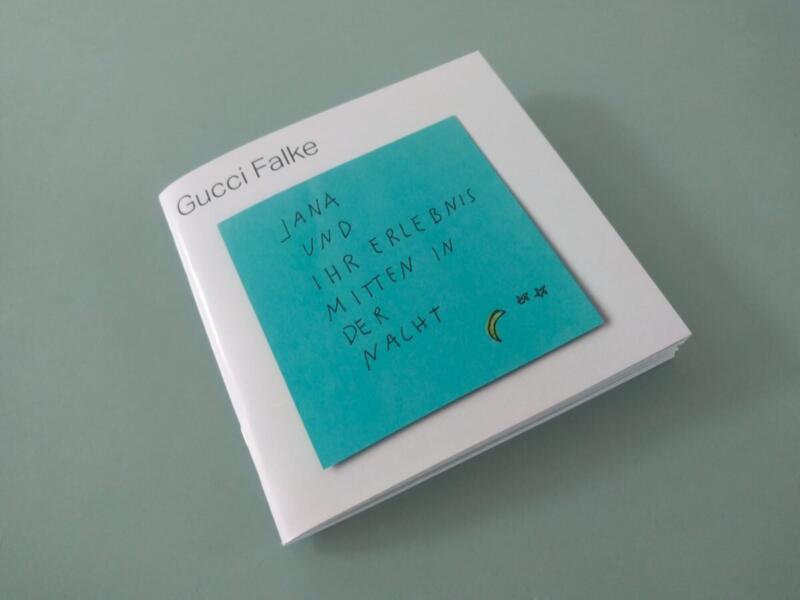 Gucci Falke
JANA
UND
IHR ERLEBNIS
MITTEN IN
DER
NACHT